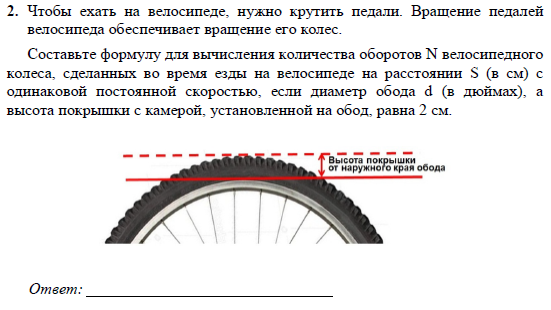 2. Чтобы ехать на велосипеде, нужно крутить педали. Вращение педалей
велосипеда обеспечивает вращение его колес.
Составьте формулу для вычисления количества оборотов N велосипедного
колеса, сделанных во время езды на велосипеде на расстоянии S (в см) с
одинаковой постоянной скоростью, если диаметр обода d (в дюймах), а
высота покрышки с камерой, установленной на обод, равна 2 см.
Высота покрышки
от наружного края обода
Ответ: ____________________